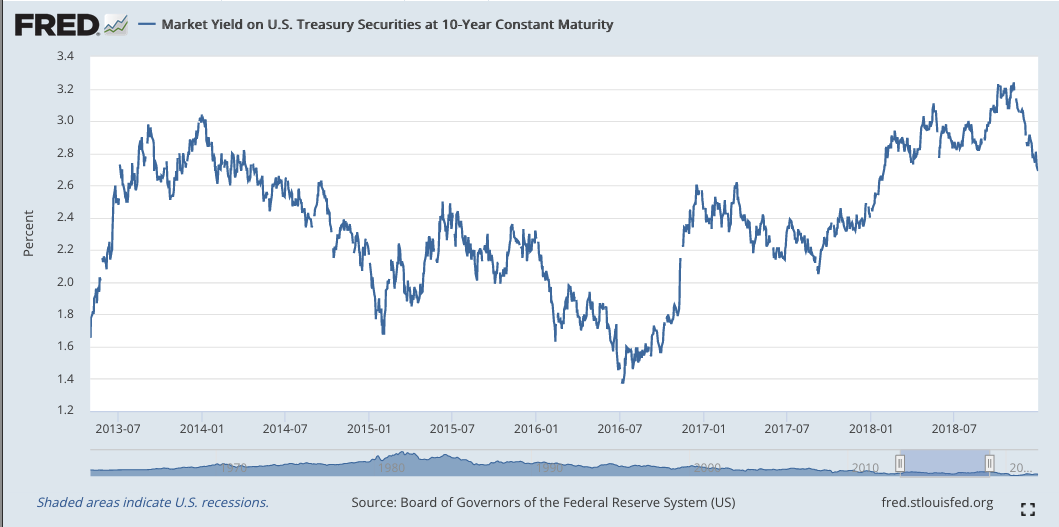 FRED
Market Yield on U.S. Treasury Securities at 10-Year Constant Maturity
3.4
3.2
3.0
2.8
2.6
2.4
2.2
2.0
1.8
1.6
1.4
1.2
Percent
2013-07 2014-01 2014-07 2015-01 2015-07 2016-01 2016-07 2017-01 2017-07 2018-01 2018-07
1970 1980 1990 2000 2010 20...
Shaded areas indicate U.S. recessions. Source: Board of Governors of the Federal Reserve System (US) fred.stlouisfed.org